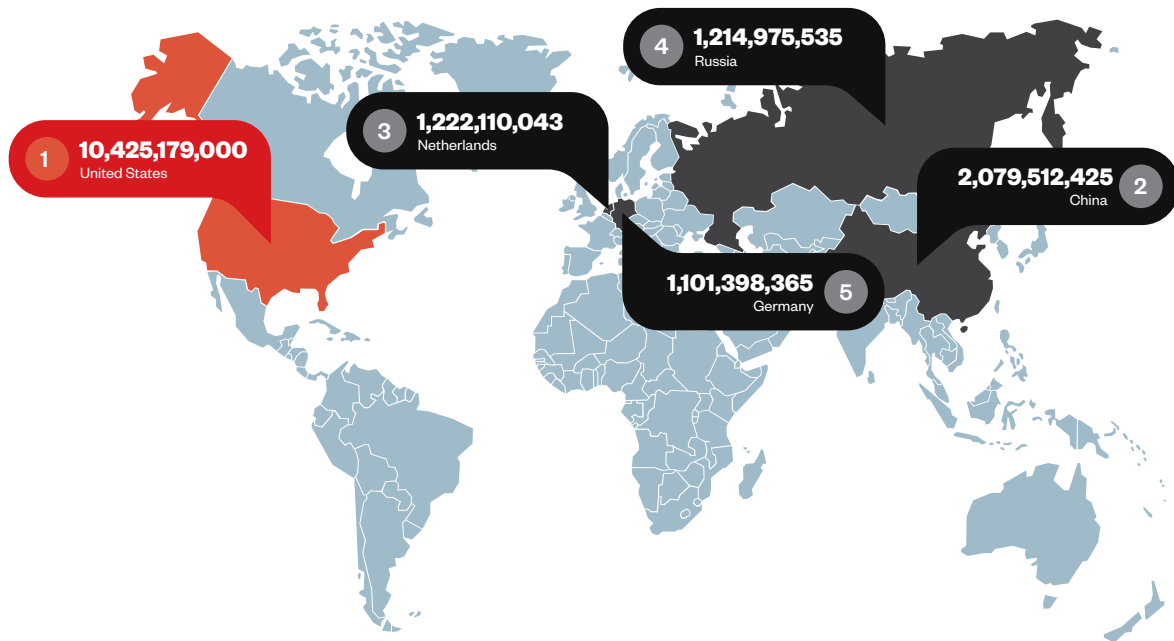 1
10,425,179,000
United States
2
2,079,512,425
China
3
1,222,110,043
Netherlands
4
1,214,975,535
Russia
5
1,101,398,365
Germany